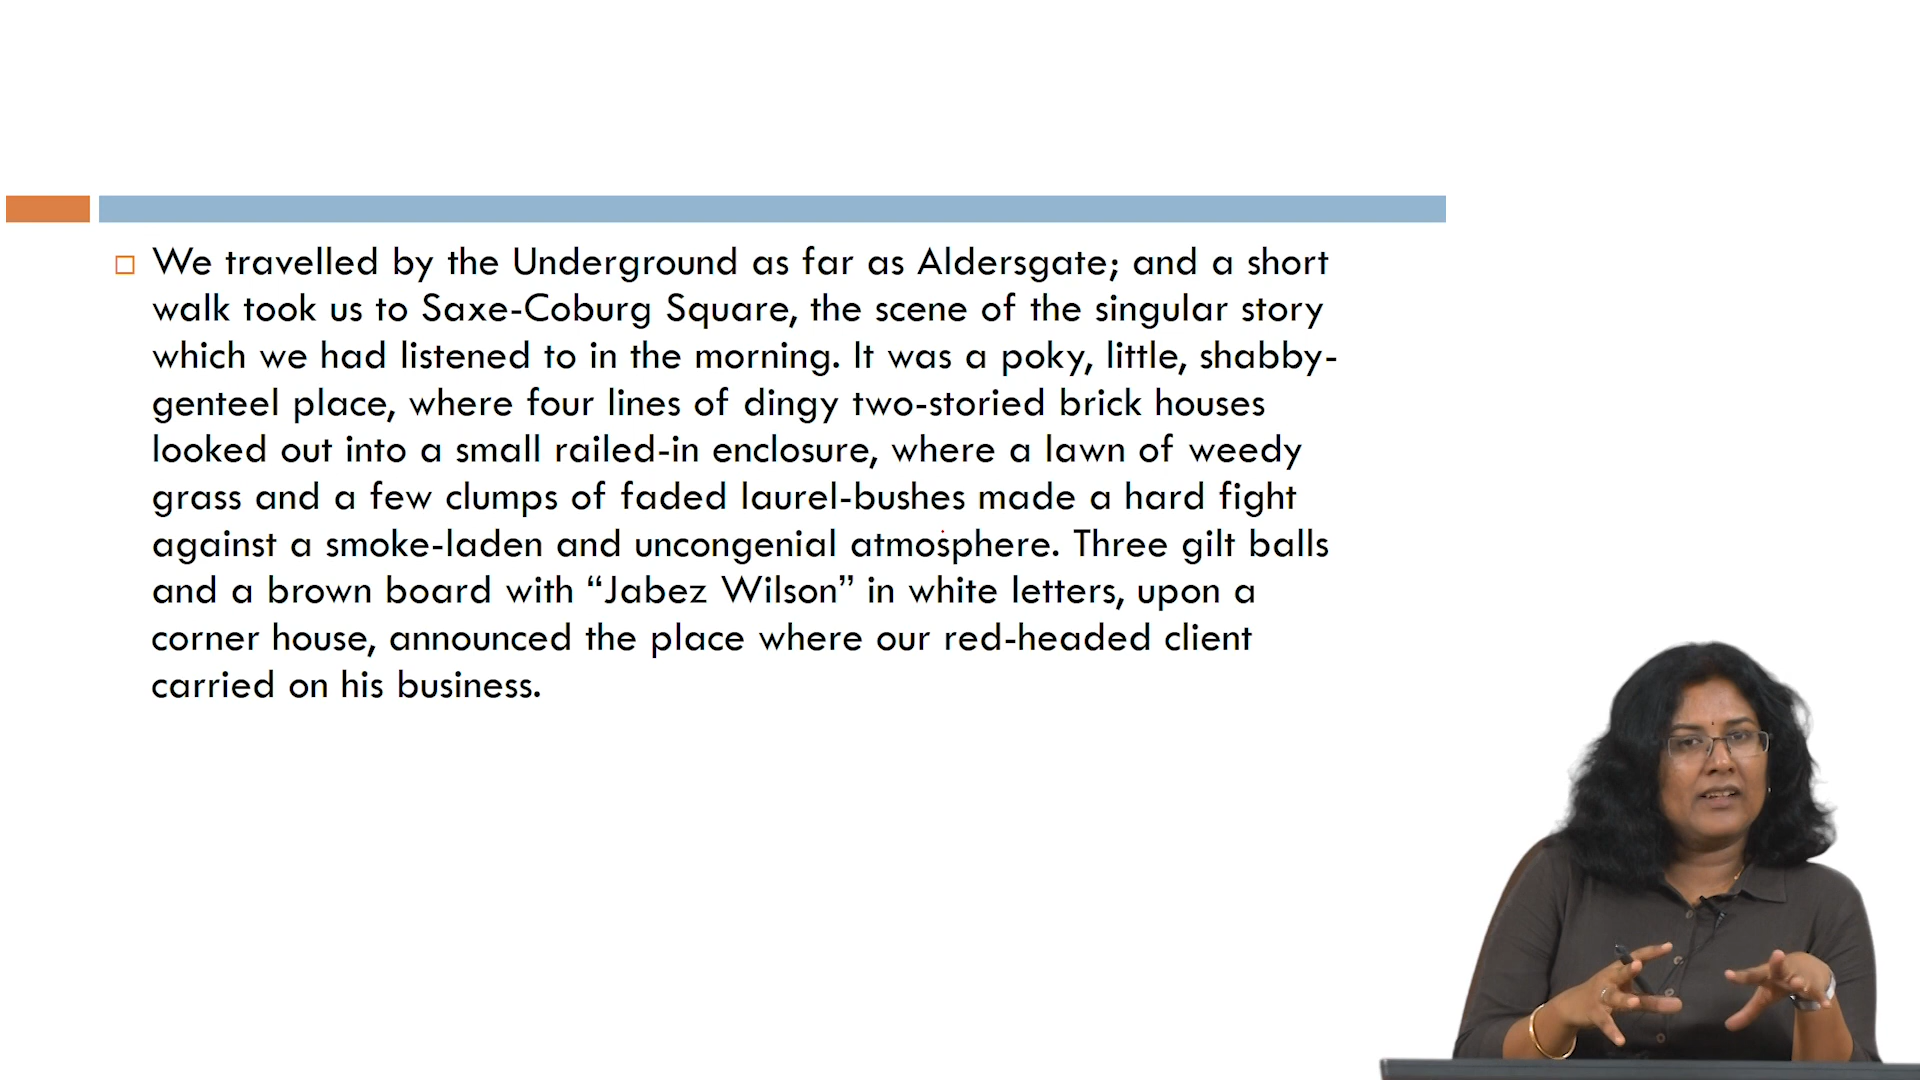 We travelled by the Underground as far as Aldersgate; and a short
walk took us to Saxe-Coburg Square, the scene of the singular story
which we had listened to in the morning. It was a poky, little, shabby-
genteel place, where four lines of dingy two-storied brick houses
looked out into a small railed-in enclosure, where a lawn of weedy
grass and a few clumps of faded laurel-bushes made a hard fight
against a smoke-laden and uncongenial atmosphere. Three gilt balls
and a brown board with “Jabez Wilson” in white letters, upon a
corner house, announced the place where our red-headed client
carried on his business.